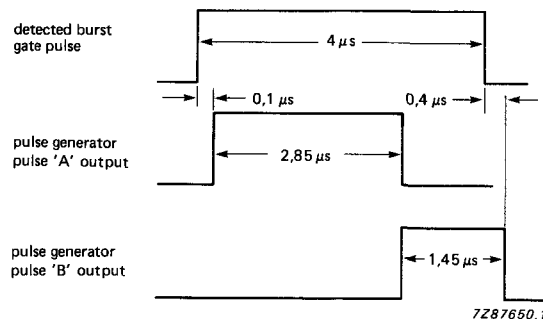 detected burst
gate pulse
4 μs
0,1 μs
0,4 μs
pulse generator
pulse 'A' output
2,85 μs
pulse generator
pulse 'B' output
1,45 μs
7Z87650.1